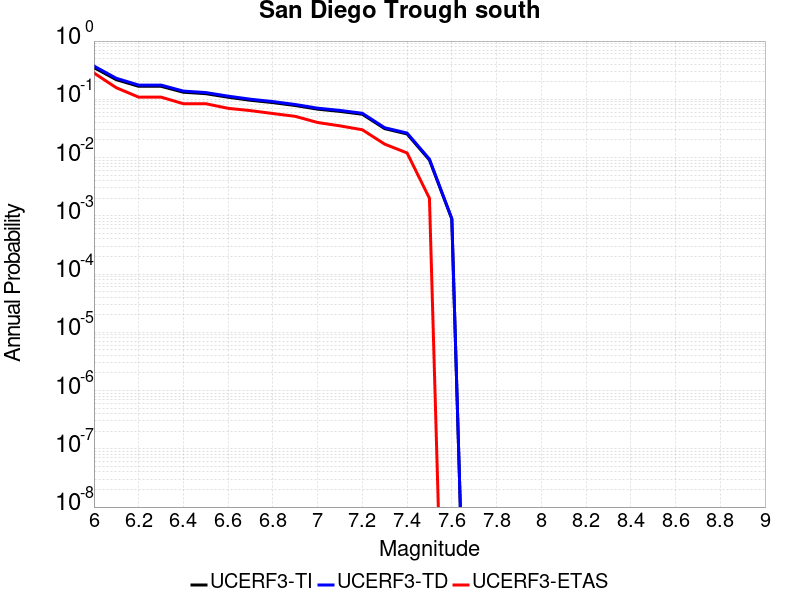 San Diego Trough south
10^0
10^-1
10^-2
10^-3
10^-4
10^-5
10^-6
10^-7
10^-8
Annual Probability
6 6.2 6.4 6.6 6.8 7 7.2 7.4 7.6 7.8 8 8.2 8.4 8.6 8.8 9
Magnitude
UCERF3-TI UCERF3-TD UCERF3-ETAS